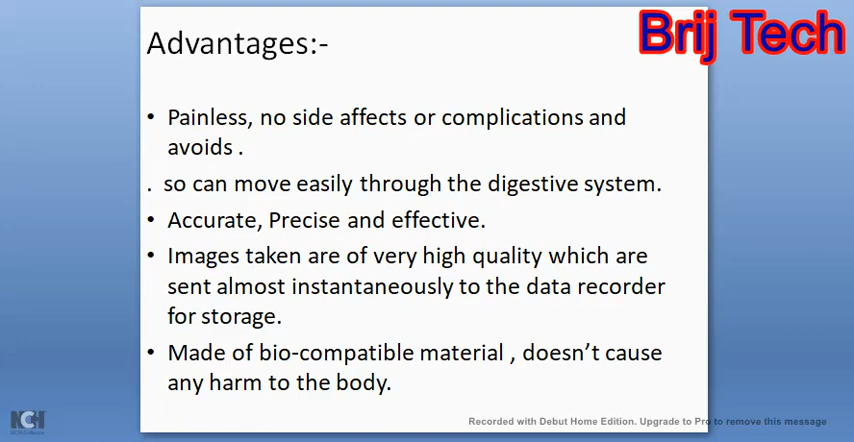 Brij Tech
Advantages:-
• Painless, no side affects or complications and
avoids .
. so can move easily through the digestive system.
• Accurate, Precise and effective.
• Images taken are of very high quality which are
sent almost instantaneously to the data recorder
for storage.
• Made of bio-compatible material , doesn’t cause
any harm to the body.
NCH
Recorded with Debut Home Edition. Upgrade to Pro to remove this message